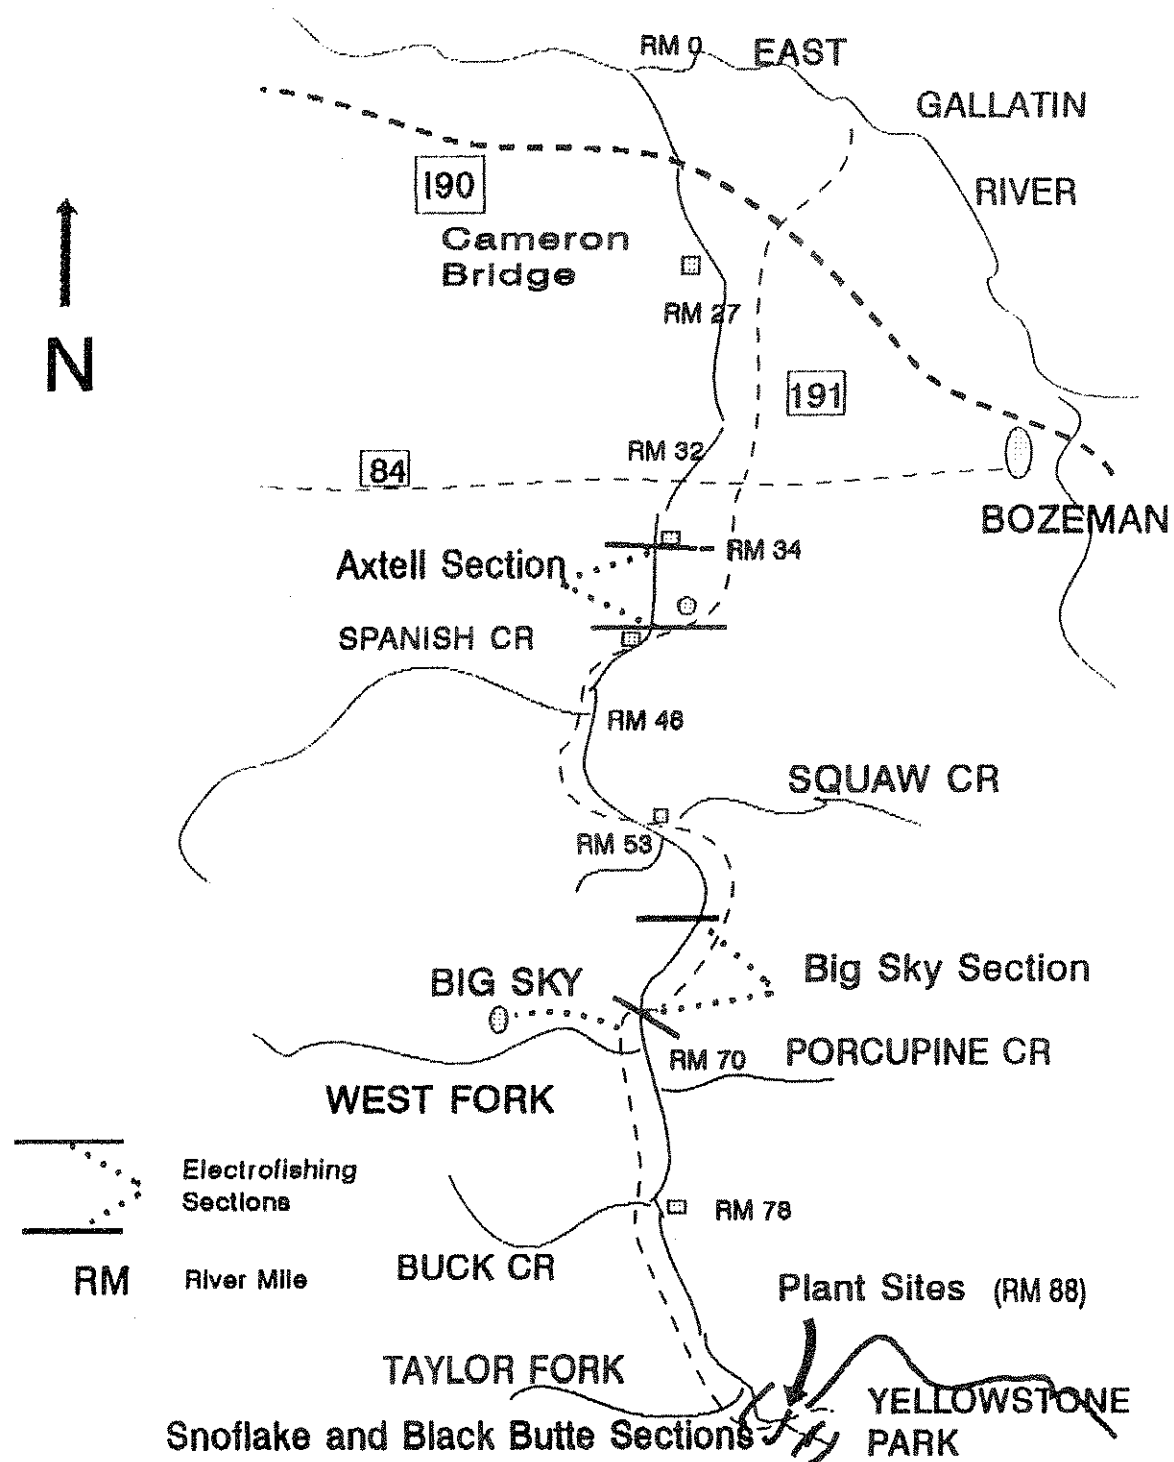 RM 0
EAST
GALLATIN
RIVER
I90
Cameron
Bridge
N
RM 27
191
RM 32
84
BOZEMAN
RM 34
Axtell Section
SPANISH CR
RM 46
SQUAW CR
RM 53
Big Sky Section
BIG SKY
RM 70
PORCUPINE CR
WEST FORK
Electrofishing
Sections
RM 78
BUCK CR
RM
River Mile
Plant Sites (RM 88)
TAYLOR FORK
YELLOWSTONE
PARK
Snoflake and Black Butte Sections